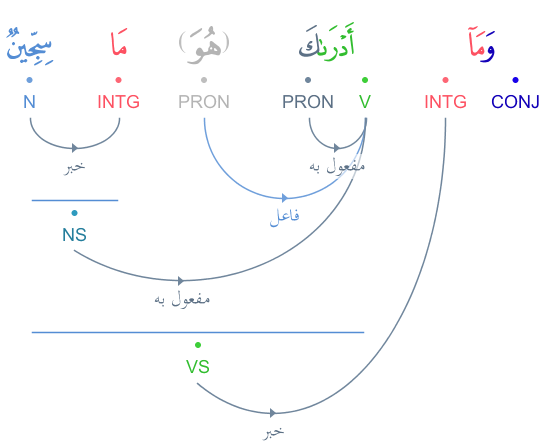 وَمَآ أَدْرَىٰكَ (هُوَ) مَا سِجِّينٌ
CONJ INTG V PRON PRON INTG N
خبر مفعول به
فاعل
NS
مفعول به
VS
خبر